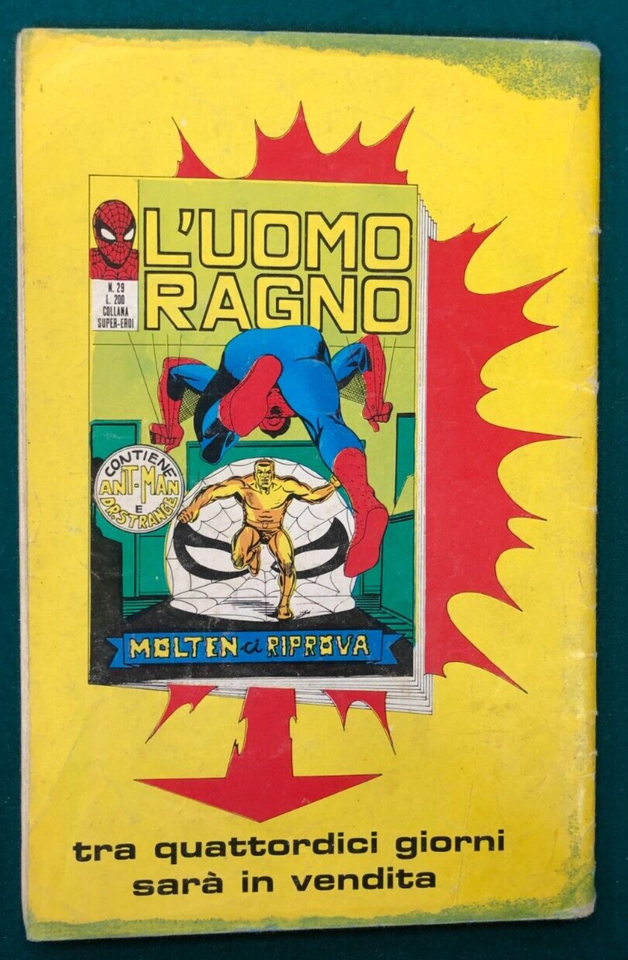 L'UOMO
RAGNO
N. 29
L. 200
COLLANA
SUPER-EROI
CONTIENE
ANT-MAN
E
DR. STRANGE
MOLTEN ci RIPROVA
tra quattordici giorni
sarà in vendita